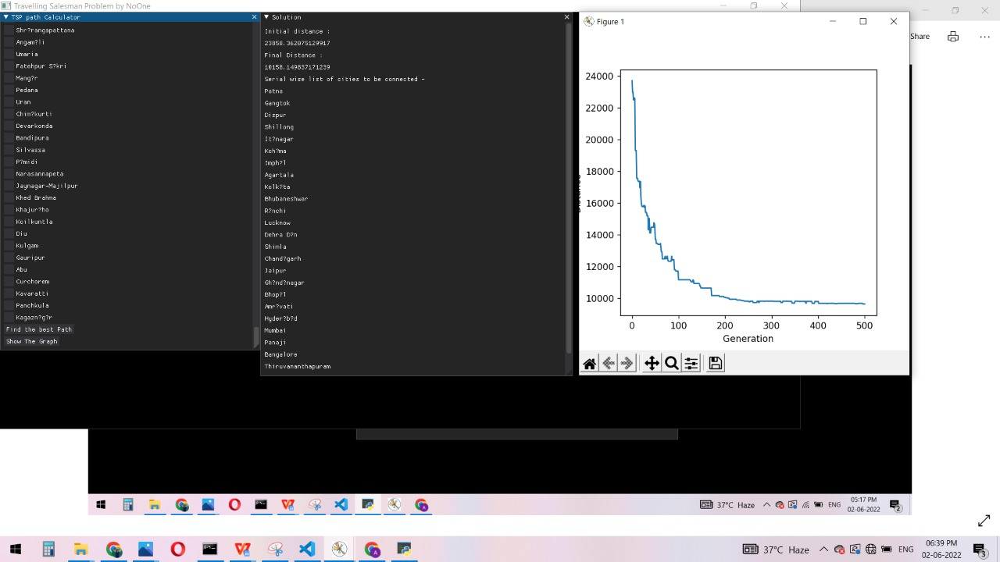 Travelling Salesman Problem by NoOne
TSP path Calculator
Shr?rangapattana
Angam?li
Umaria
Fatehpur S?kri
Mang?r
Pedana
Uran
Chim?kurti
Devarkonda
Bandipura
Silvassa
P?midi
Narasannapeta
Jaynagar-Majilpur
Khed Brahma
Khajur?ho
Koilkuntla
Diu
Kulgam
Gauripur
Abu
Curchorem
Kavaratti
Panchkula
Kagazn?g?r
Find the best Path
Show The Graph
Solution
Initial distance :
23850.362075129917
Final Distance :
10150.149837171239
Serial wise list of cities to be connected -
Patna
Gangtok
Dispur
Shillong
It?nagar
Koh?ma
Imph?l
Agartala
Kolk?ta
Bhubaneshwar
R?nchi
Lucknow
Dehra D?n
Shimla
Chand?garh
Jaipur
Gh?nd?nagar
Bhop?l
Amr?vati
Hyder?b?d
Mumbai
Panaji
Bangalore
Thiruvananthapuram
Figure 1
24000
22000
20000
18000
16000
14000
12000
10000
0 100 200 300 400 500
Generation
Share
37°C Haze
ENG
05:17 PM
02-06-2022
2
37°C Haze
ENG
06:39 PM
02-06-2022
3